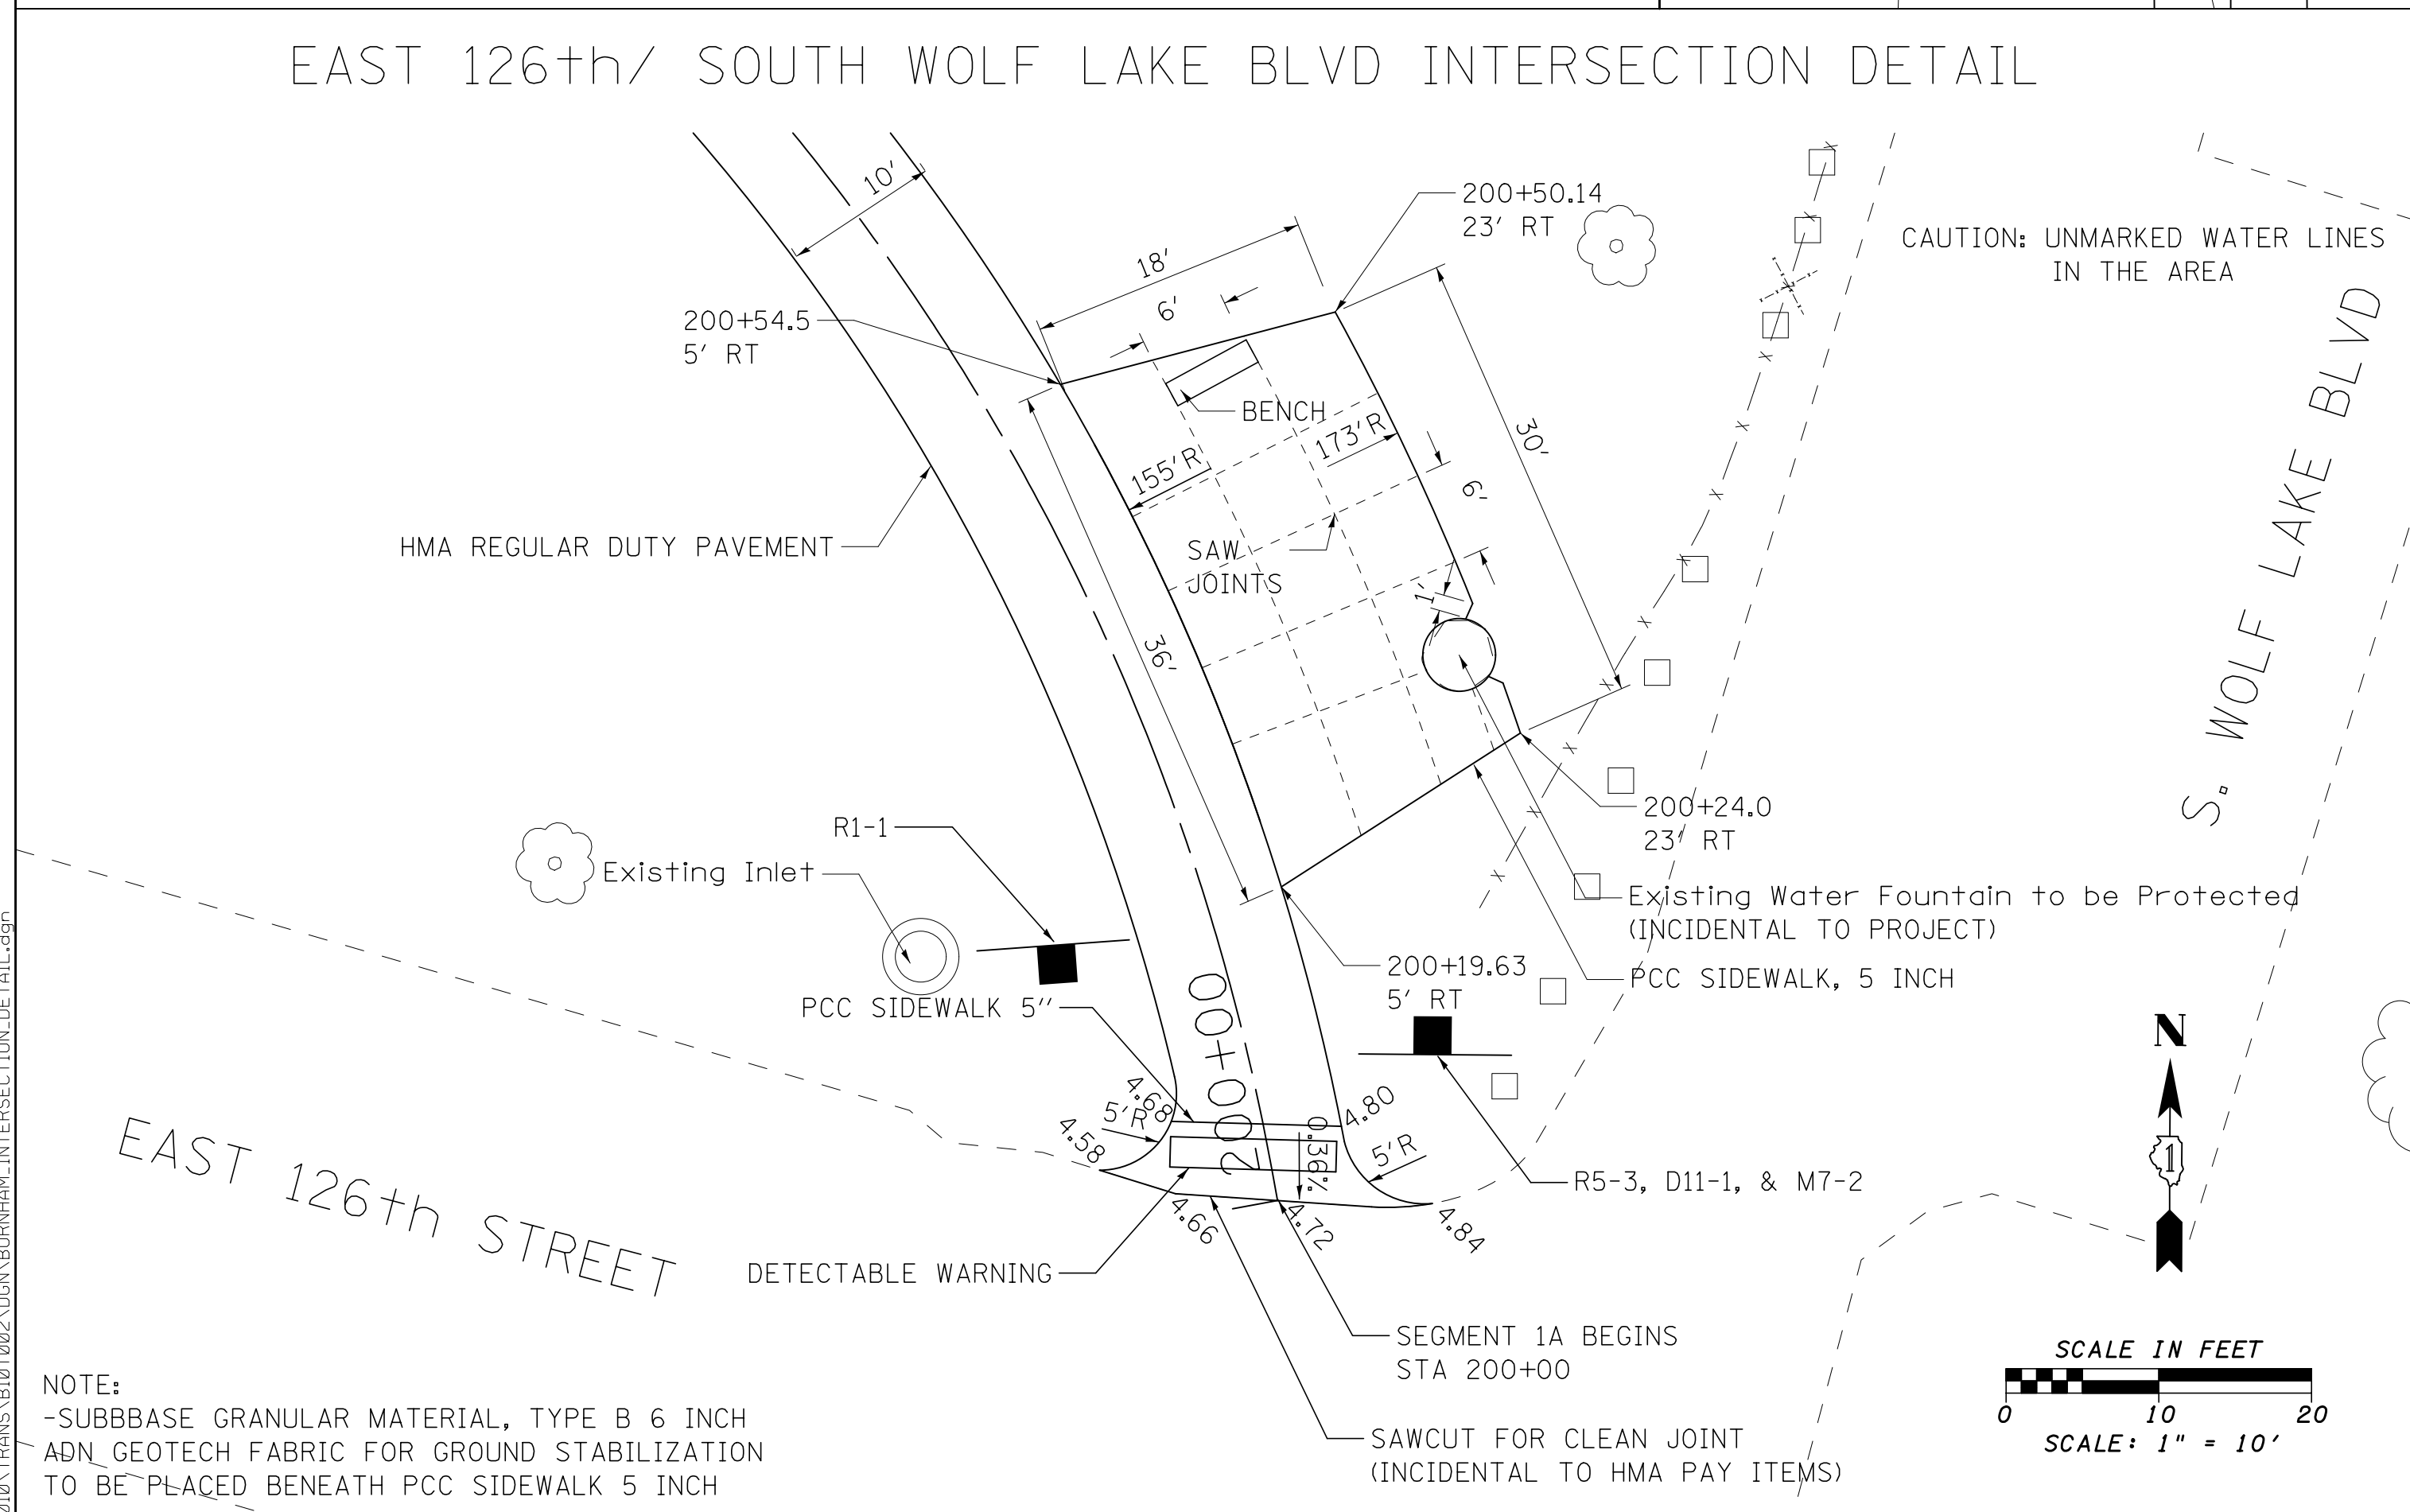 EAST 126th/ SOUTH WOLF LAKE BLVD INTERSECTION DETAIL
10'
200+50.14
23' RT
18'
6'
CAUTION: UNMARKED WATER LINES
IN THE AREA
200+54.5
5' RT
BENCH
173'R
155'R
30'
6'
HMA REGULAR DUTY PAVEMENT
SAW
JOINTS
1'
36'
S. WOLF LAKE BLVD
200+24.0
23' RT
R1-1
Existing Inlet
Existing Water Fountain to be Protected
(INCIDENTAL TO PROJECT)
200+19.63
5' RT
PCC SIDEWALK, 5 INCH
PCC SIDEWALK 5"
N
200+00
4.68
5'R
4.58
4.80
0.36%
5'R
1
R5-3, D11-1, & M7-2
EAST 126th STREET
4.66
4.72
4.84
DETECTABLE WARNING
SEGMENT 1A BEGINS
STA 200+00
SCALE IN FEET
0 10 20
SCALE: 1" = 10'
SAWCUT FOR CLEAN JOINT
(INCIDENTAL TO HMA PAY ITEMS)
NOTE:
-SUBBBASE GRANULAR MATERIAL, TYPE B 6 INCH
ADN GEOTECH FABRIC FOR GROUND STABILIZATION
TO BE PLACED BENEATH PCC SIDEWALK 5 INCH